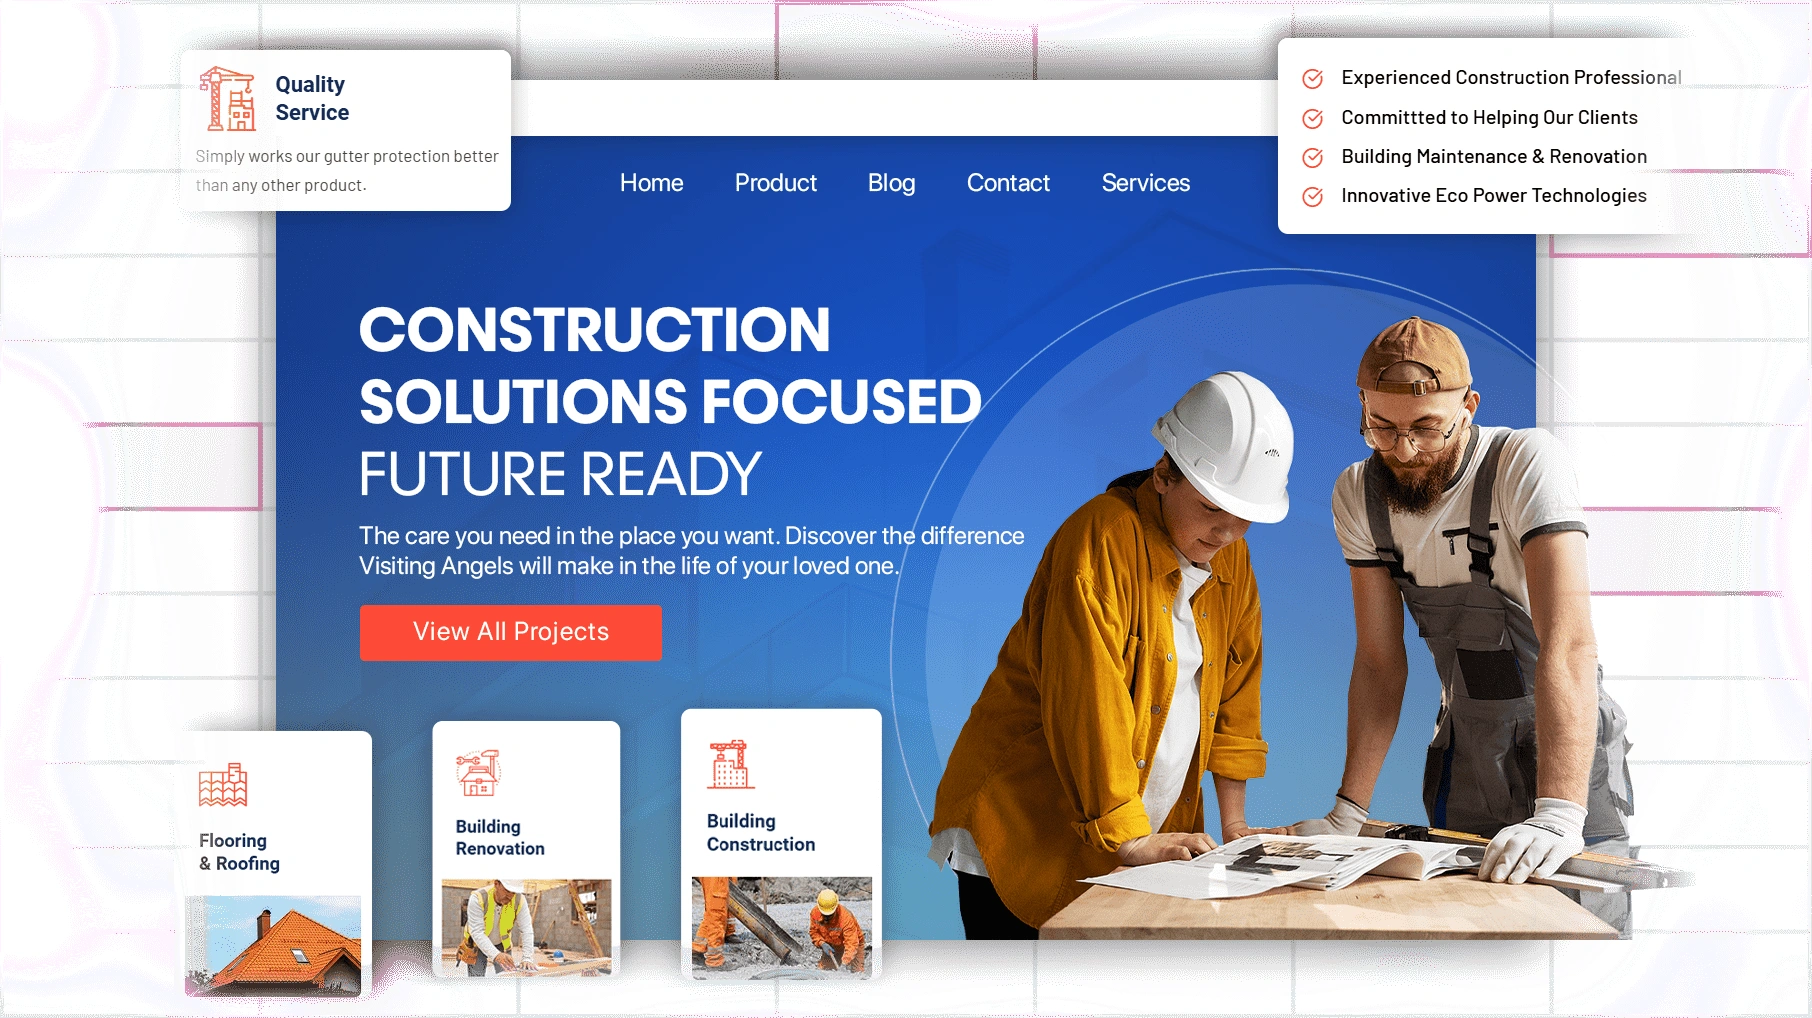 Quality
Service
Simply works our gutter protection better
than any other product.
Experienced Construction Professional
Committted to Helping Our Clients
Building Maintenance & Renovation
Innovative Eco Power Technologies
Home Product Blog Contact Services
CONSTRUCTION
SOLUTIONS FOCUSED
FUTURE READY
The care you need in the place you want. Discover the difference
Visiting Angels will make in the life of your loved one.
View All Projects
Flooring
& Roofing
Building
Renovation
Building
Construction